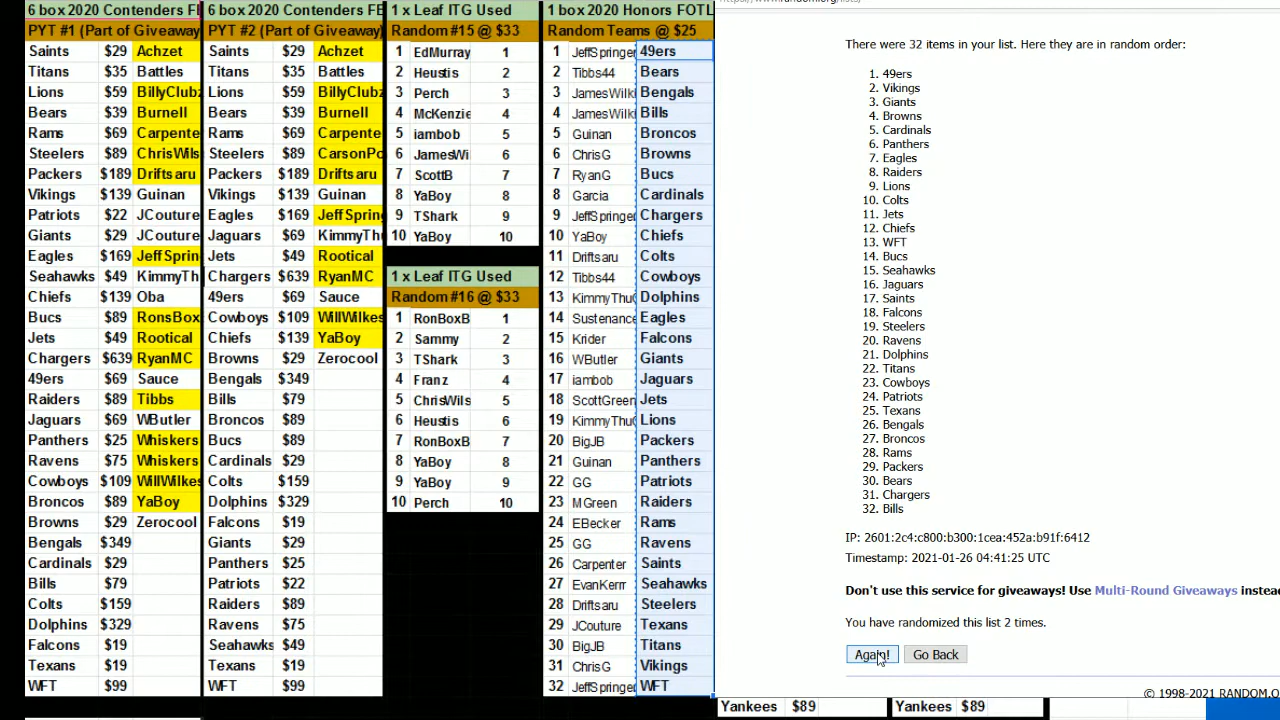 6 box 2020 Contenders FB
PYT #1 (Part of Giveaway
Saints $29 Achzet
Titans $35 Battles
Lions $59 BillyClubz
Bears $39 Burnell
Rams $69 Carpente
Steelers $89 ChrisWils
Packers $189 Driftsaru
Vikings $139 Guinan
Patriots $22 JCouture
Giants $29 JCouture
Eagles $169 JeffSprin
Seahawks $49 KimmyTh
Chiefs $139 Oba
Bucs $89 RonsBox
Jets $49 Rootical
Chargers $639 RyanMC
49ers $69 Sauce
Raiders $89 Tibbs
Jaguars $69 WButler
Panthers $25 Whiskers
Ravens $75 Whiskers
Cowboys $109 WillWilkes
Broncos $89 YaBoy
Browns $29 Zerocool
Bengals $349
Cardinals $29
Bills $79
Colts $159
Dolphins $329
Falcons $19
Texans $19
WFT $99
6 box 2020 Contenders FE
PYT #2 (Part of Giveaway)
Saints $29 Achzet
Titans $35 Battles
Lions $59 BillyClubz
Bears $39 Burnell
Rams $69 Carpente
Steelers $89 CarsonPo
Packers $189 Driftsaru
Vikings $139 Guinan
Eagles $169 JeffSpring
Jaguars $69 KimmyThu
Jets $49 Rootical
Chargers $639 RyanMC
49ers $69 Sauce
Cowboys $109 WillWilkes
Chiefs $139 YaBoy
Browns $29 Zerocool
Bengals $349
Bills $79
Broncos $89
Bucs $89
Cardinals $29
Colts $159
Dolphins $329
Falcons $19
Giants $29
Panthers $25
Patriots $22
Raiders $89
Ravens $75
Seahawks $49
Texans $19
WFT $99
1 x Leaf ITG Used
Random #15 @ $33
1 EdMurray 1
2 Heustis 2
3 Perch 3
4 McKenzie 4
5 iambob 5
6 JamesWi 6
7 ScottB 7
8 YaBoy 8
9 TShark 9
10 YaBoy 10
1 x Leaf ITG Used
Random #16 @ $33
1 RonBoxB 1
2 Sammy 2
3 TShark 3
4 Franz 4
5 ChrisWils 5
6 Heustis 6
7 RonBoxB 7
8 YaBoy 8
9 YaBoy 9
10 Perch 10
1 box 2020 Honors FOTL
Random Teams @ $25
1 JeffSpringer 49ers
2 Tibbs44 Bears
3 JamesWilk Bengals
4 JamesWilk Bills
5 Guinan Broncos
6 ChrisG Browns
7 RyanG Bucs
8 Garcia Cardinals
9 JeffSpringer Chargers
10 YaBoy Chiefs
11 Driftsaru Colts
12 Tibbs44 Cowboys
13 KimmyThu Dolphins
14 Sustenance Eagles
15 Krider Falcons
16 WButler Giants
17 iambob Jaguars
18 ScottGreen Jets
19 KimmyThu Lions
20 BigJB Packers
21 Guinan Panthers
22 GG Patriots
23 MGreen Raiders
24 EBecker Rams
25 GG Ravens
26 Carpenter Saints
27 EvanKerrr Seahawks
28 Driftsaru Steelers
29 JCouture Texans
30 BigJB Titans
31 ChrisG Vikings
32 JeffSpringer WFT
There were 32 items in your list. Here they are in random order:
1. 49ers
2. Vikings
3. Giants
4. Browns
5. Cardinals
6. Panthers
7. Eagles
8. Raiders
9. Lions
10. Colts
11. Jets
12. Chiefs
13. WFT
14. Bucs
15. Seahawks
16. Jaguars
17. Saints
18. Falcons
19. Steelers
20. Ravens
21. Dolphins
22. Titans
23. Cowboys
24. Patriots
25. Texans
26. Bengals
27. Broncos
28. Rams
29. Packers
30. Bears
31. Chargers
32. Bills
IP: 2601:2c4:c800:b300:1cea:452a:b91f:6412
Timestamp: 2021-01-26 04:41:25 UTC
Don't use this service for giveaways! Use Multi-Round Giveaways instea
You have randomized this list 2 times.
Again! Go Back
© 1998-2021 RANDOM.O
Yankees $89 Yankees $89